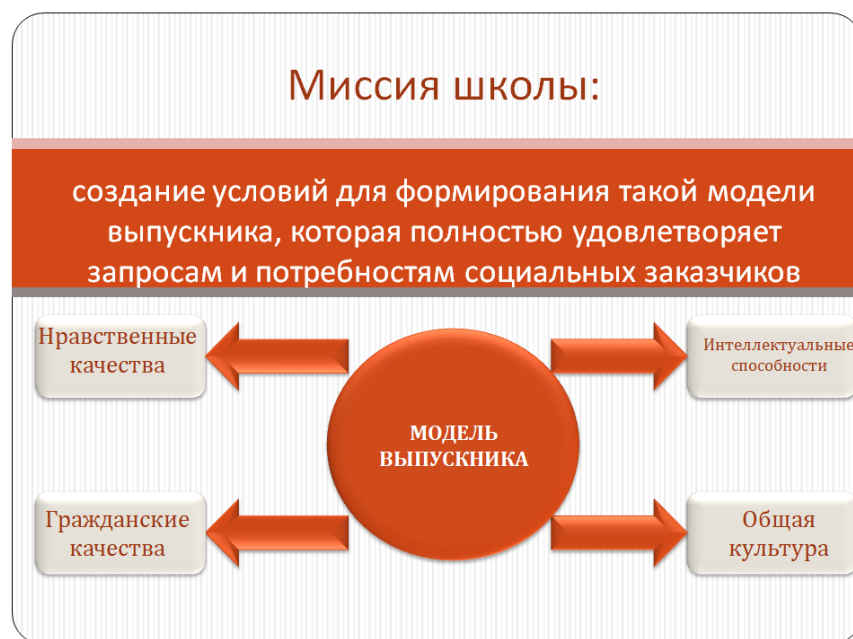 Миссия школы:
создание условий для формирования такой модели
выпускника, которая полностью удовлетворяет
запросам и потребностям социальных заказчиков
Нравственные
качества
Интеллектуальные
способности
МОДЕЛЬ
ВЫПУСКНИКА
Гражданские
качества
Общая
культура